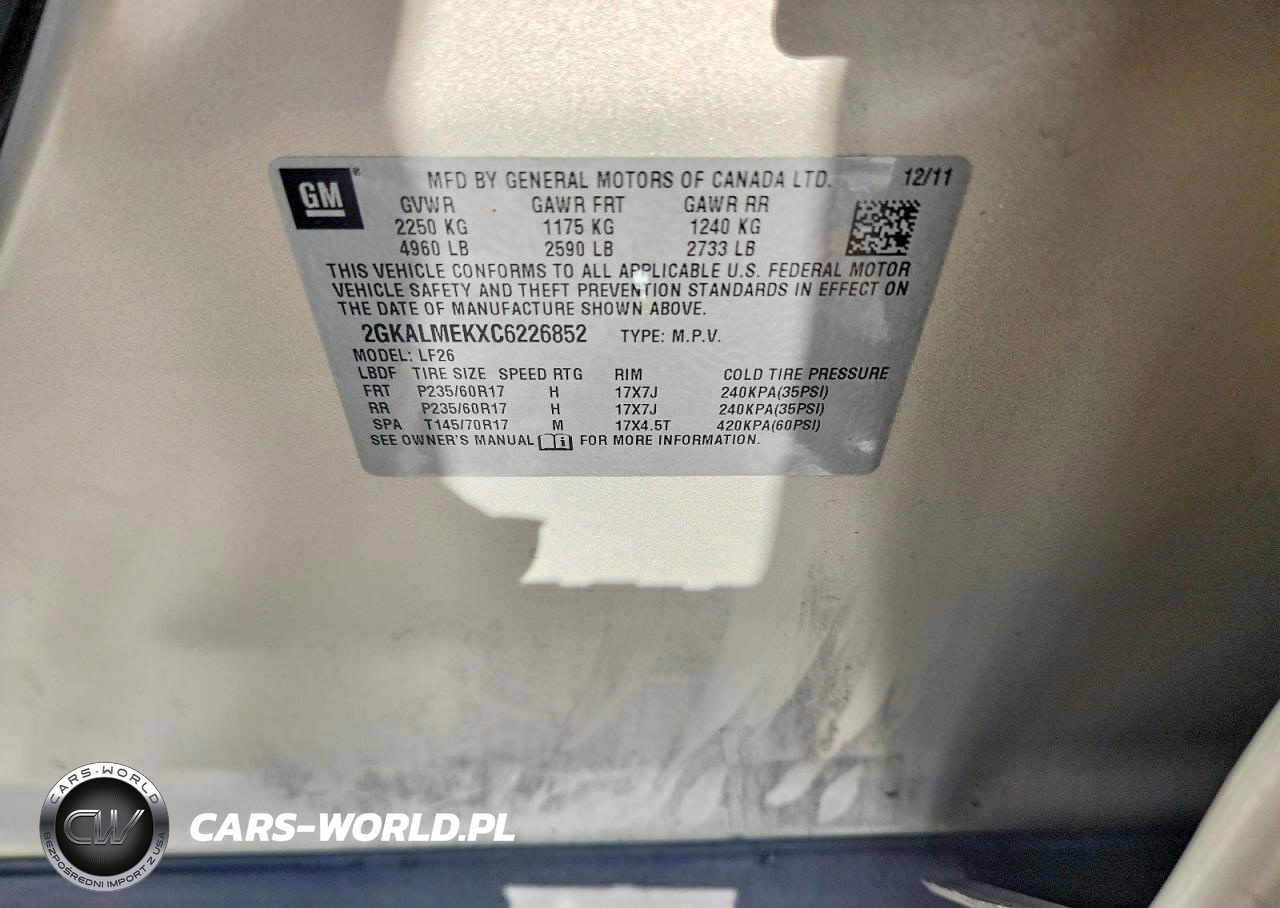 GM ® MFD BY GENERAL MOTORS OF CANADA LTD. 12/11
GVWR GAWR FRT GAWR RR
2250 KG 1175 KG 1240 KG
4960 LB 2590 LB 2733 LB
THIS VEHICLE CONFORMS TO ALL APPLICABLE U.S. FEDERAL MOTOR
VEHICLE SAFETY AND THEFT PREVENTION STANDARDS IN EFFECT ON
THE DATE OF MANUFACTURE SHOWN ABOVE.
2GKALMEKXC6226852 TYPE: M.P.V.
MODEL: LF26
LBDF TIRE SIZE SPEED RTG RIM COLD TIRE PRESSURE
FRT P235/60R17 H 17X7J 240KPA(35PSI)
RR P235/60R17 H 17X7J 240KPA(35PSI)
SPA T145/70R17 M 17X4.5T 420KPA(60PSI)
SEE OWNER'S MANUAL i FOR MORE INFORMATION.
CARS-WORLD
CW
BEZPOŚREDNI IMPORT Z USA
CARS-WORLD.PL